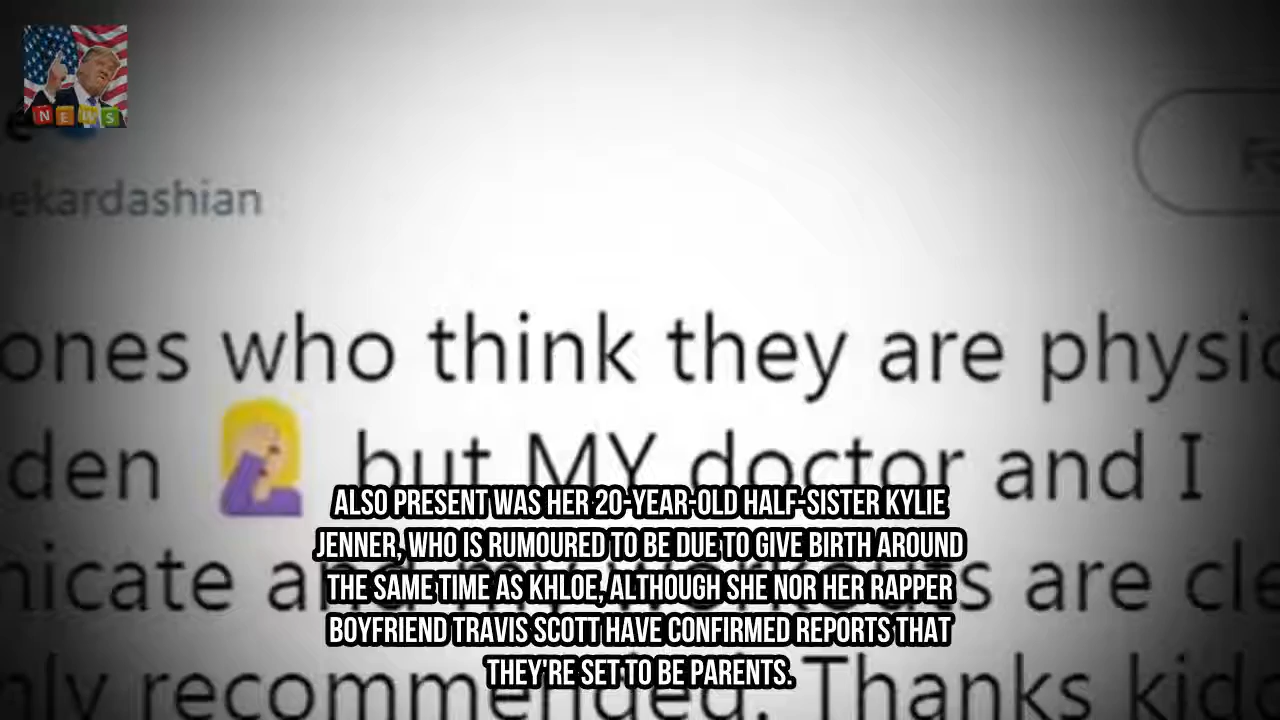 NEWS
ekardashian
ones who think they are
but MY doctor and I
ALSO PRESENT WAS HER 20-YEAR-OLD HALF-SISTER KYLIE
JENNER, WHO IS RUMOURED TO BE DUE TO GIVE BIRTH AROUND
THE SAME TIME AS KHLOE, ALTHOUGH SHE NOR HER RAPPER
BOYFRIEND TRAVIS SCOTT HAVE CONFIRMED REPORTS THAT
THEY'RE SET TO BE PARENTS.
recommended. Thanks